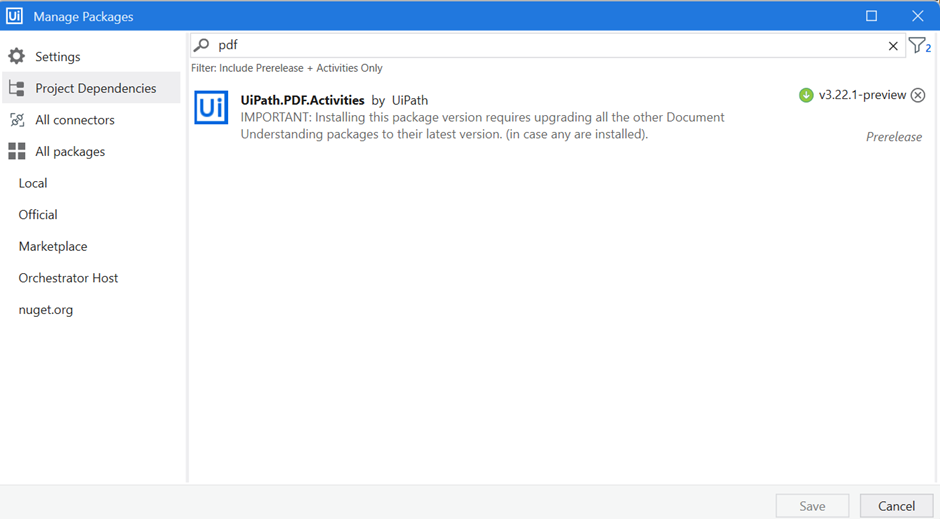 Ui Manage Packages
pdf
2
Filter: Include Prerelease + Activities Only
Settings
Project Dependencies
All connectors
All packages
Local
Official
Marketplace
Orchestrator Host
nuget.org
Ui
UiPath.PDF.Activities by UiPath
v3.22.1-preview
IMPORTANT: Installing this package version requires upgrading all the other Document
Understanding packages to their latest version. (in case any are installed).
Prerelease
Save
Cancel